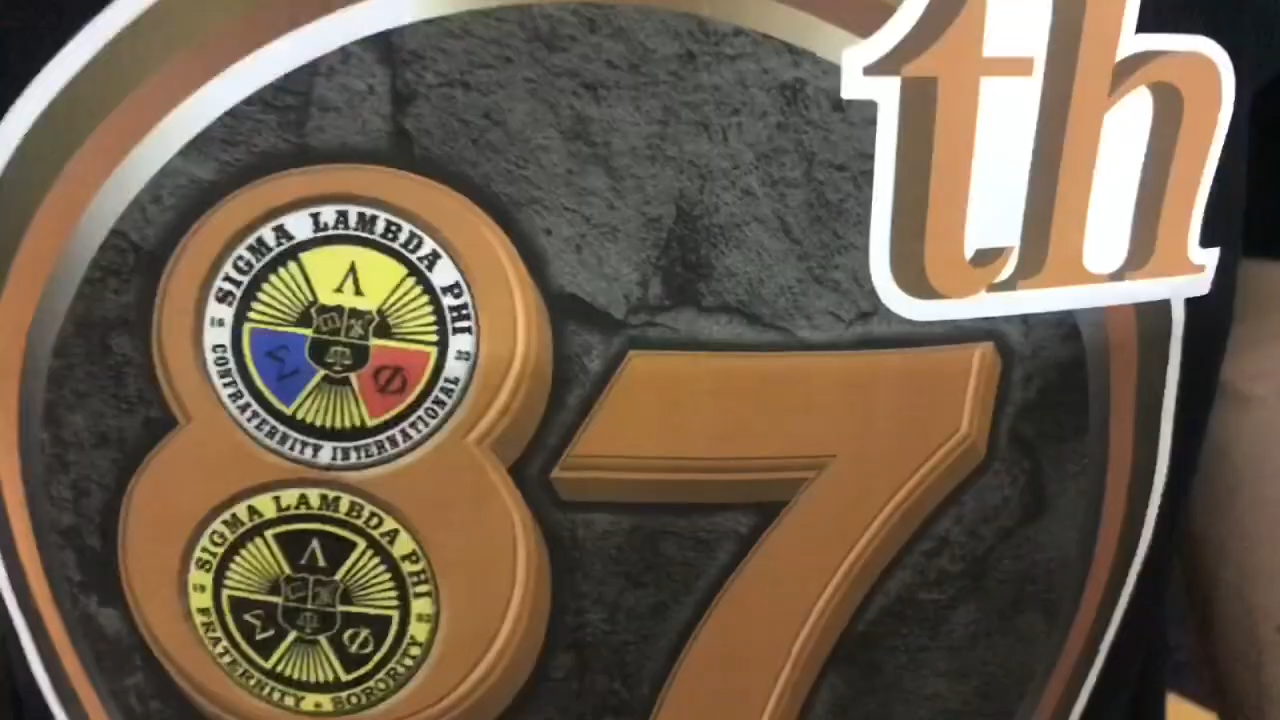 87th
SIGMA LAMBDA PHI
CONFRATERNITY INTERNATIONAL
Λ
Σ Φ
SIGMA LAMBDA PHI
FRATERNITY • SORORITY
Λ
Σ Φ